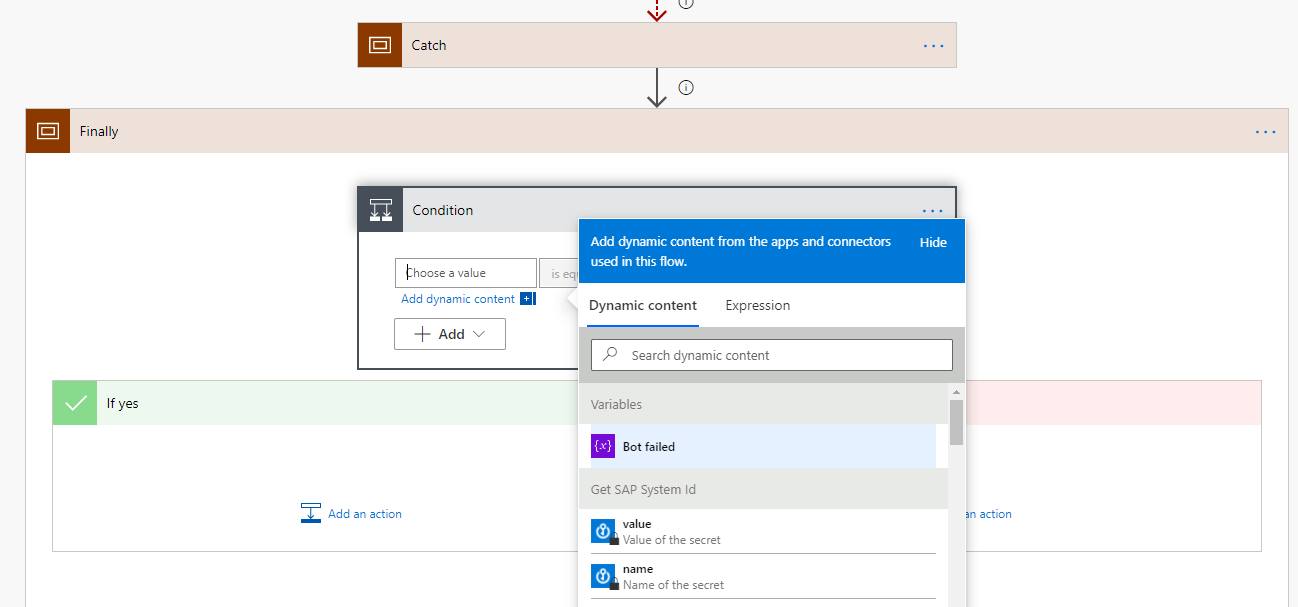 Catch
Finally
Condition
Add dynamic content from the apps and connectors
used in this flow.
Hide
Choose a value
is equ
Add dynamic content
Dynamic content
Expression
Add
Search dynamic content
If yes
Variables
{x} Bot failed
Get SAP System Id
Add an action
value
Value of the secret
an action
name
Name of the secret